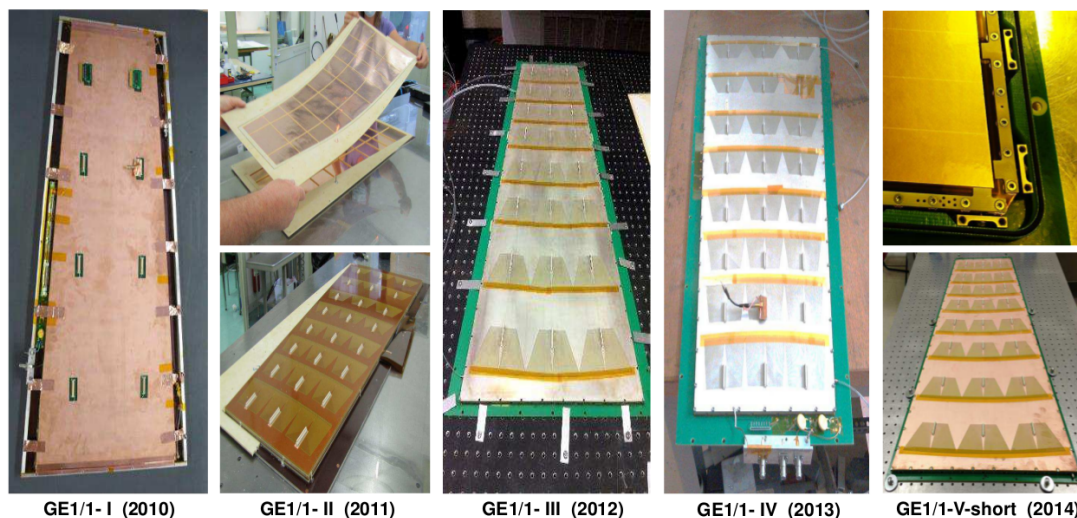 GE1/1- I (2010)
GE1/1- II (2011)
GE1/1- III (2012)
GE1/1- IV (2013)
GE1/1-V-short (2014)